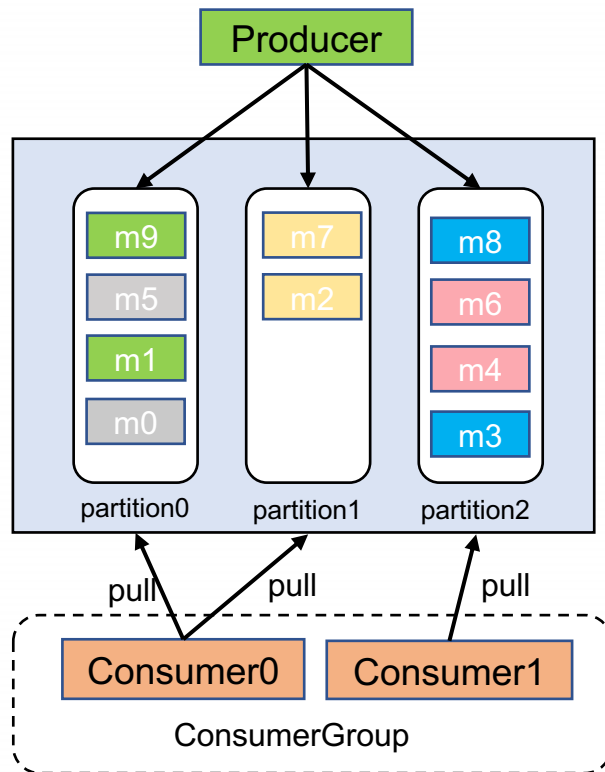 Producer
m9
m5
m1
m0
partition0
m7
m2
partition1
m8
m6
m4
m3
partition2
pull
pull
pull
Consumer0
Consumer1
ConsumerGroup